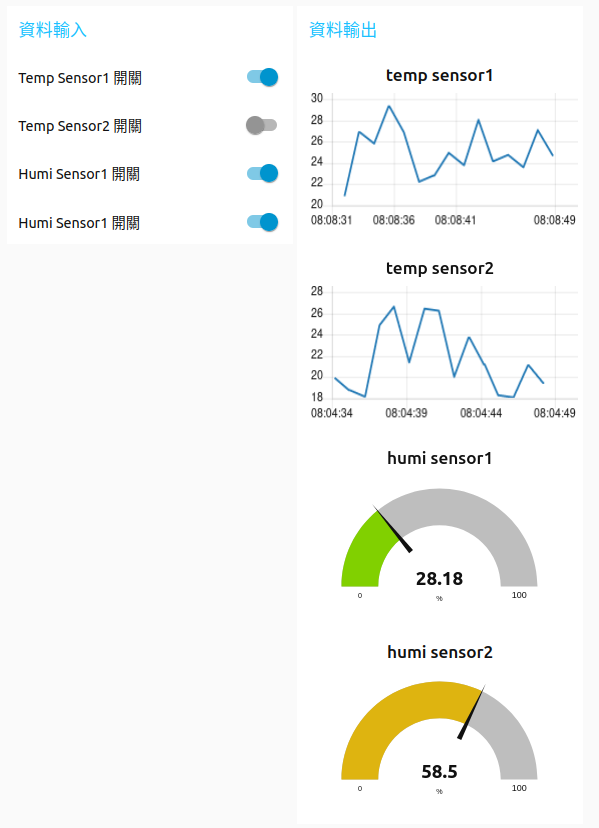 資料輸入
Temp Sensor1 開關
Temp Sensor2 開關
Humi Sensor1 開關
Humi Sensor1 開關
資料輸出
temp sensor1
30
28
26
24
22
20
08:08:31 08:08:36 08:08:41 08:08:49
temp sensor2
28
26
24
22
20
18
08:04:34 08:04:39 08:04:44 08:04:49
humi sensor1
28.18
0 % 100
humi sensor2
58.5
0 % 100